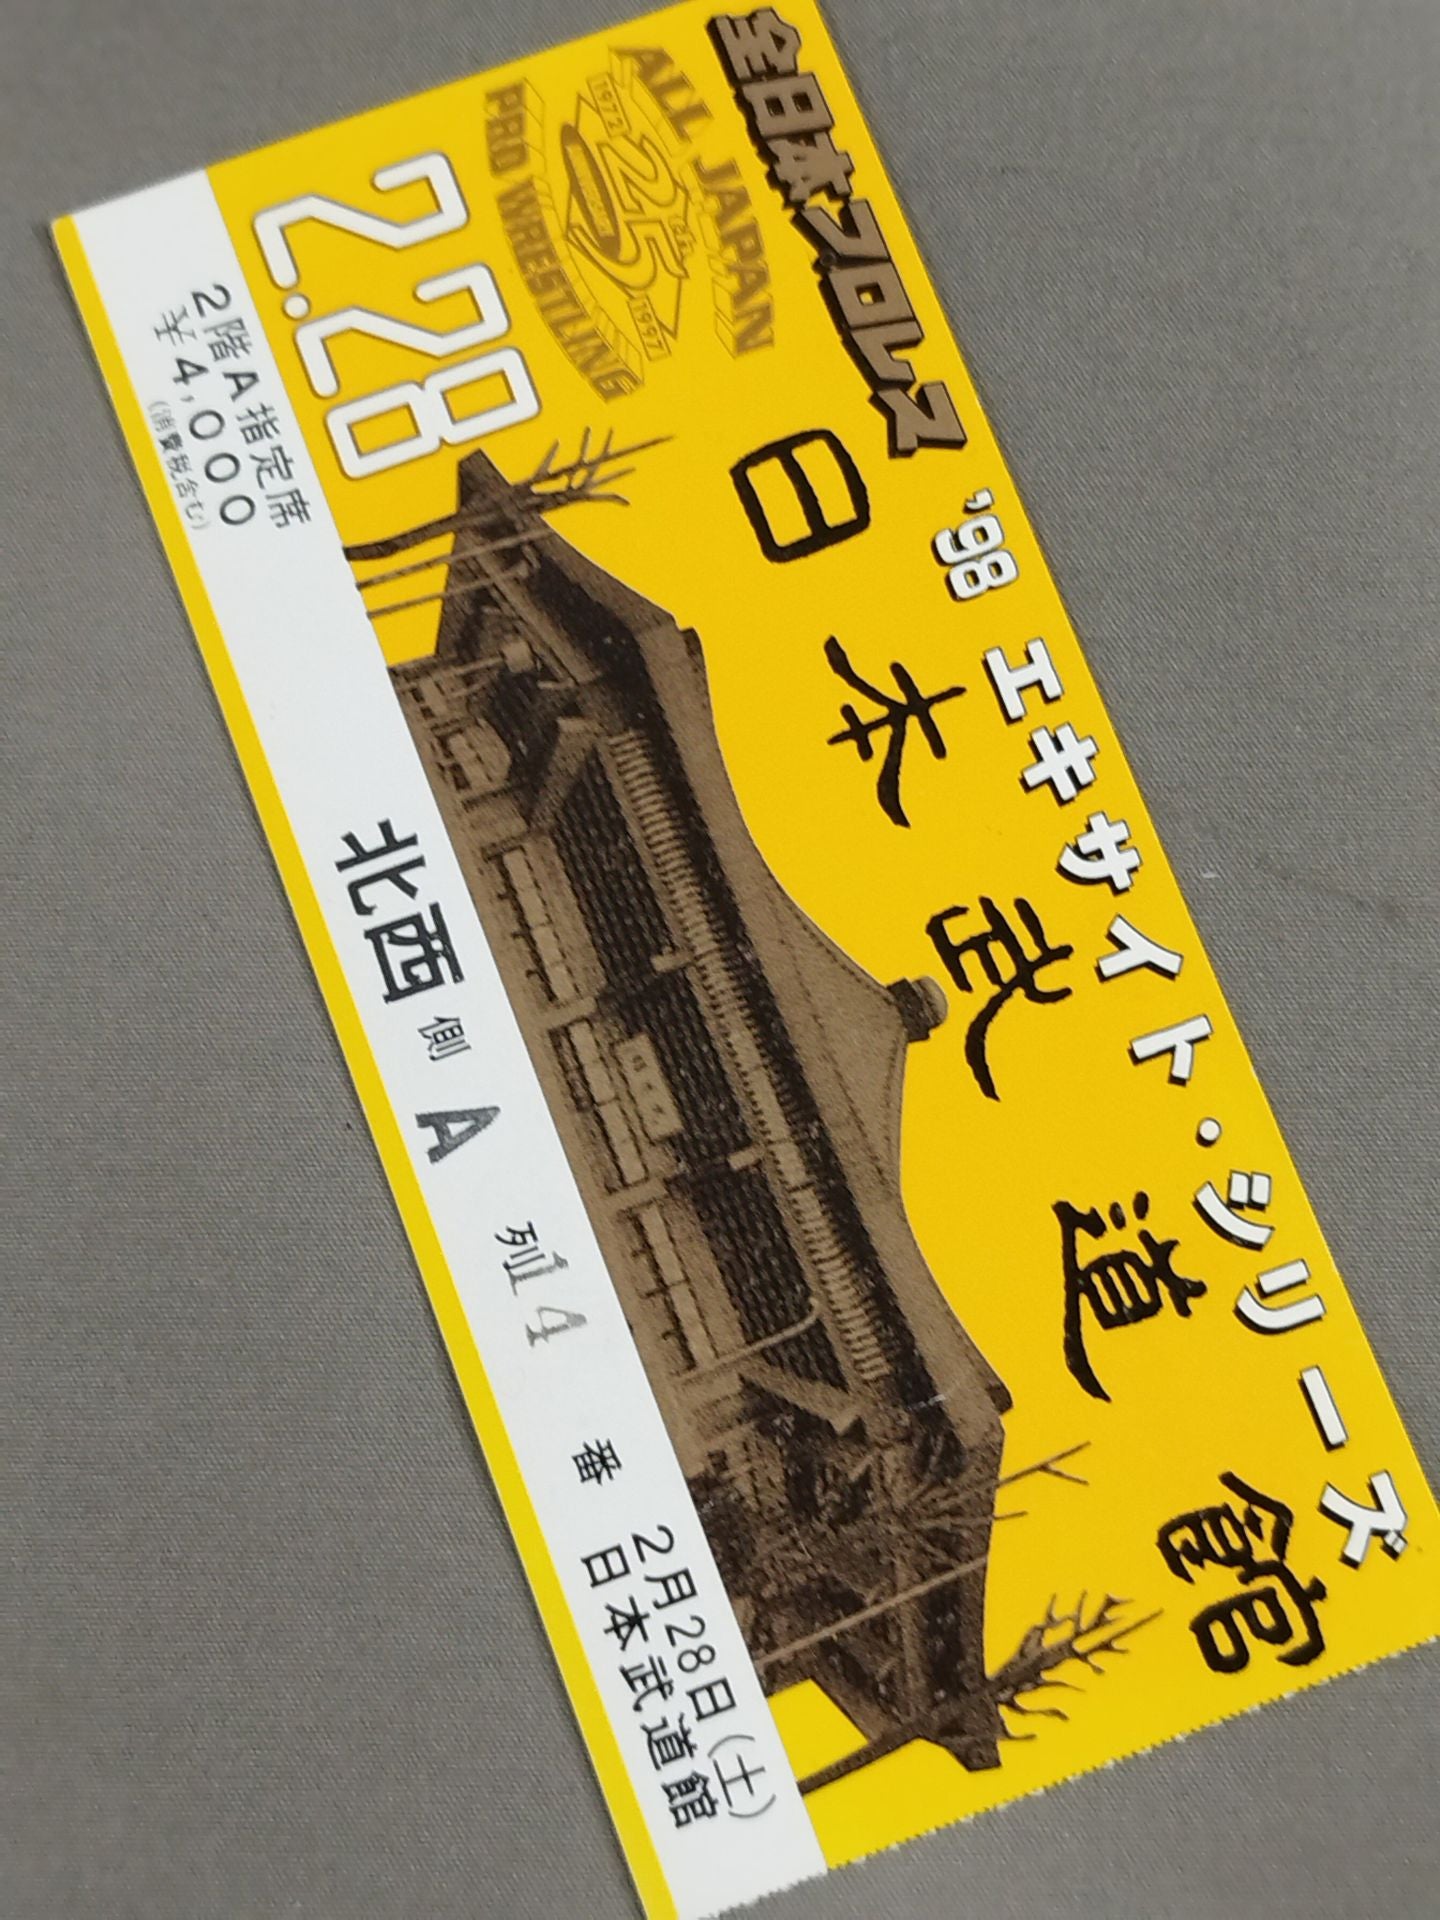 全日本プロレス
'98 エキサイト・シリーズ
ALL JAPAN
PRO WRESTLING
1972
25th
1997
日本武道館
2.28
2階A指定席
¥4,000
(消費税含む)
北西側 A 列 14 番
2月28日(土)
日本武道館